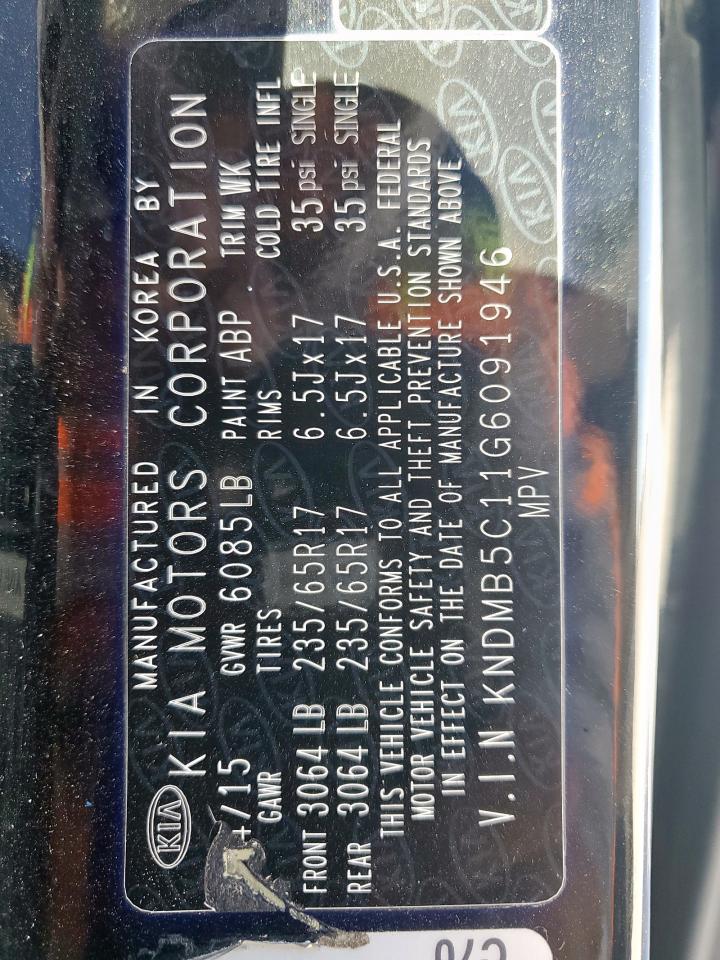 KIA
MANUFACTURED IN KOREA BY
KIA MOTORS CORPORATION
/15 GVWR 6085LB PAINT ABP TRIM WK
GAWR TIRES RIMS COLD TIRE INFL
FRONT 3064 LB 235/65R17 6.5Jx17 35 psi SINGLE
REAR 3064 LB 235/65R17 6.5Jx17 35 psi SINGLE
THIS VEHICLE CONFORMS TO ALL APPLICABLE U.S.A. FEDERAL
MOTOR VEHICLE SAFETY AND THEFT PREVENTION STANDARDS
IN EFFECT ON THE DATE OF MANUFACTURE SHOWN ABOVE
V.I.N KNDMB5C11G6091946
MPV